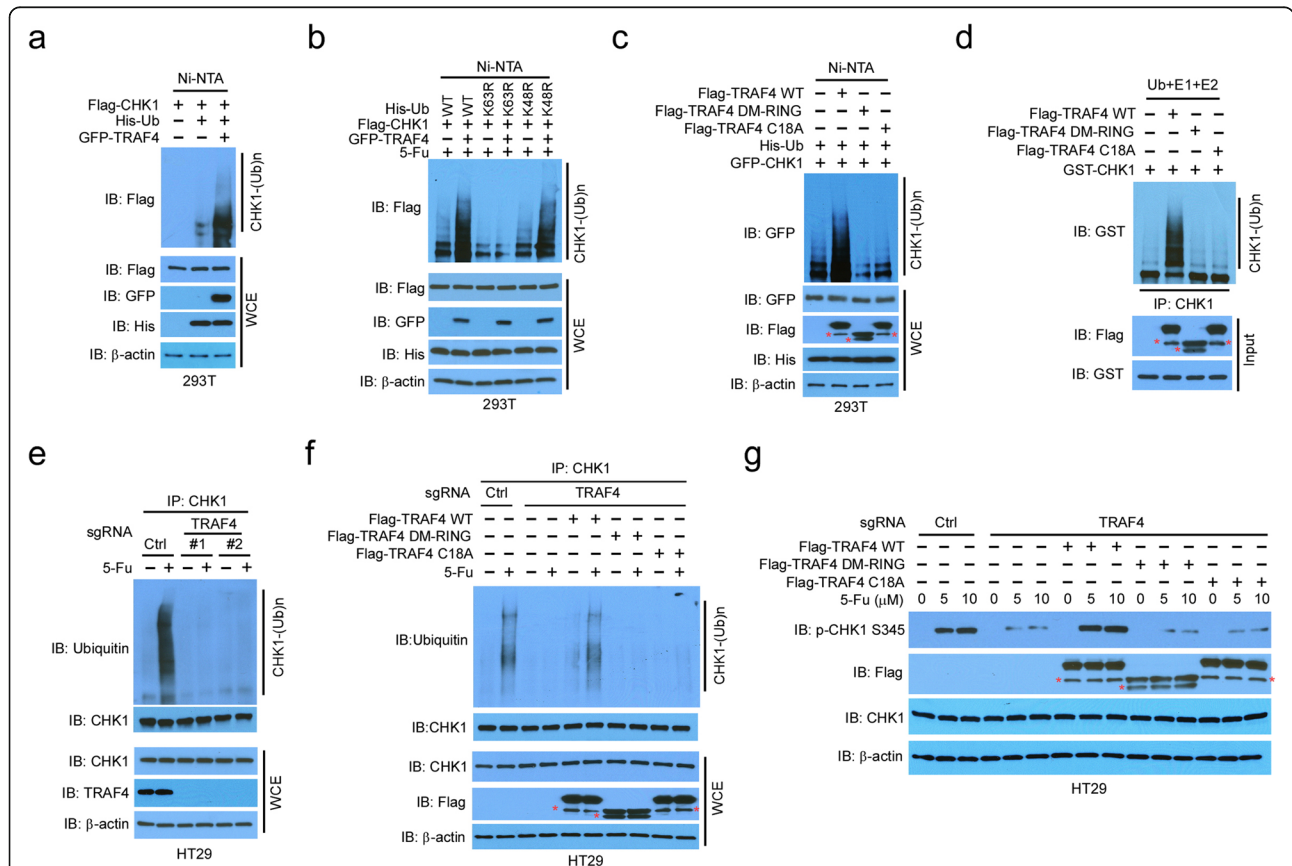 a
Ni-NTA
Flag-CHK1 + + +
His-Ub − + +
GFP-TRAF4 − − +
IB: Flag
CHK1-(Ub)n
IB: Flag
IB: GFP
IB: His
IB: β-actin
WCE
293T
b
Ni-NTA
His-Ub WT WT K63R K63R K48R K48R
Flag-CHK1 + + + + + +
GFP-TRAF4 − + − + − +
5-Fu + + + + + +
IB: Flag
CHK1-(Ub)n
IB: Flag
IB: GFP
IB: His
IB: β-actin
WCE
293T
c
Ni-NTA
Flag-TRAF4 WT − + − −
Flag-TRAF4 DM-RING − − + −
Flag-TRAF4 C18A − − − +
His-Ub + + + +
GFP-CHK1 + + + +
IB: GFP
CHK1-(Ub)n
IB: GFP
IB: Flag
* * *
IB: His
IB: β-actin
WCE
293T
d
Ub+E1+E2
Flag-TRAF4 WT − + − −
Flag-TRAF4 DM-RING − − + −
Flag-TRAF4 C18A − − − +
GST-CHK1 + + + +
IB: GST
CHK1-(Ub)n
IP: CHK1
IB: Flag
* * *
IB: GST
Input
e
IP: CHK1
sgRNA
TRAF4
Ctrl #1 #2
5-Fu − + − + − +
IB: Ubiquitin
CHK1-(Ub)n
IB: CHK1
IB: CHK1
IB: TRAF4
IB: β-actin
WCE
HT29
f
IP: CHK1
sgRNA Ctrl TRAF4
Flag-TRAF4 WT − − − − + + − − − −
Flag-TRAF4 DM-RING − − − − − − + + − −
Flag-TRAF4 C18A − − − − − − − − + +
5-Fu − + − + − + − + − +
IB:Ubiquitin
CHK1-(Ub)n
IB:CHK1
IB: CHK1
IB: Flag
* * *
IB: β-actin
WCE
HT29
g
sgRNA Ctrl TRAF4
Flag-TRAF4 WT − − − − − − + + + − − − − − −
Flag-TRAF4 DM-RING − − − − − − − − − + + + − − −
Flag-TRAF4 C18A − − − − − − − − − − − − + + +
5-Fu (μM) 0 5 10 0 5 10 0 5 10 0 5 10 0 5 10
IB: p-CHK1 S345
IB: Flag
* * *
IB: CHK1
IB: β-actin
HT29